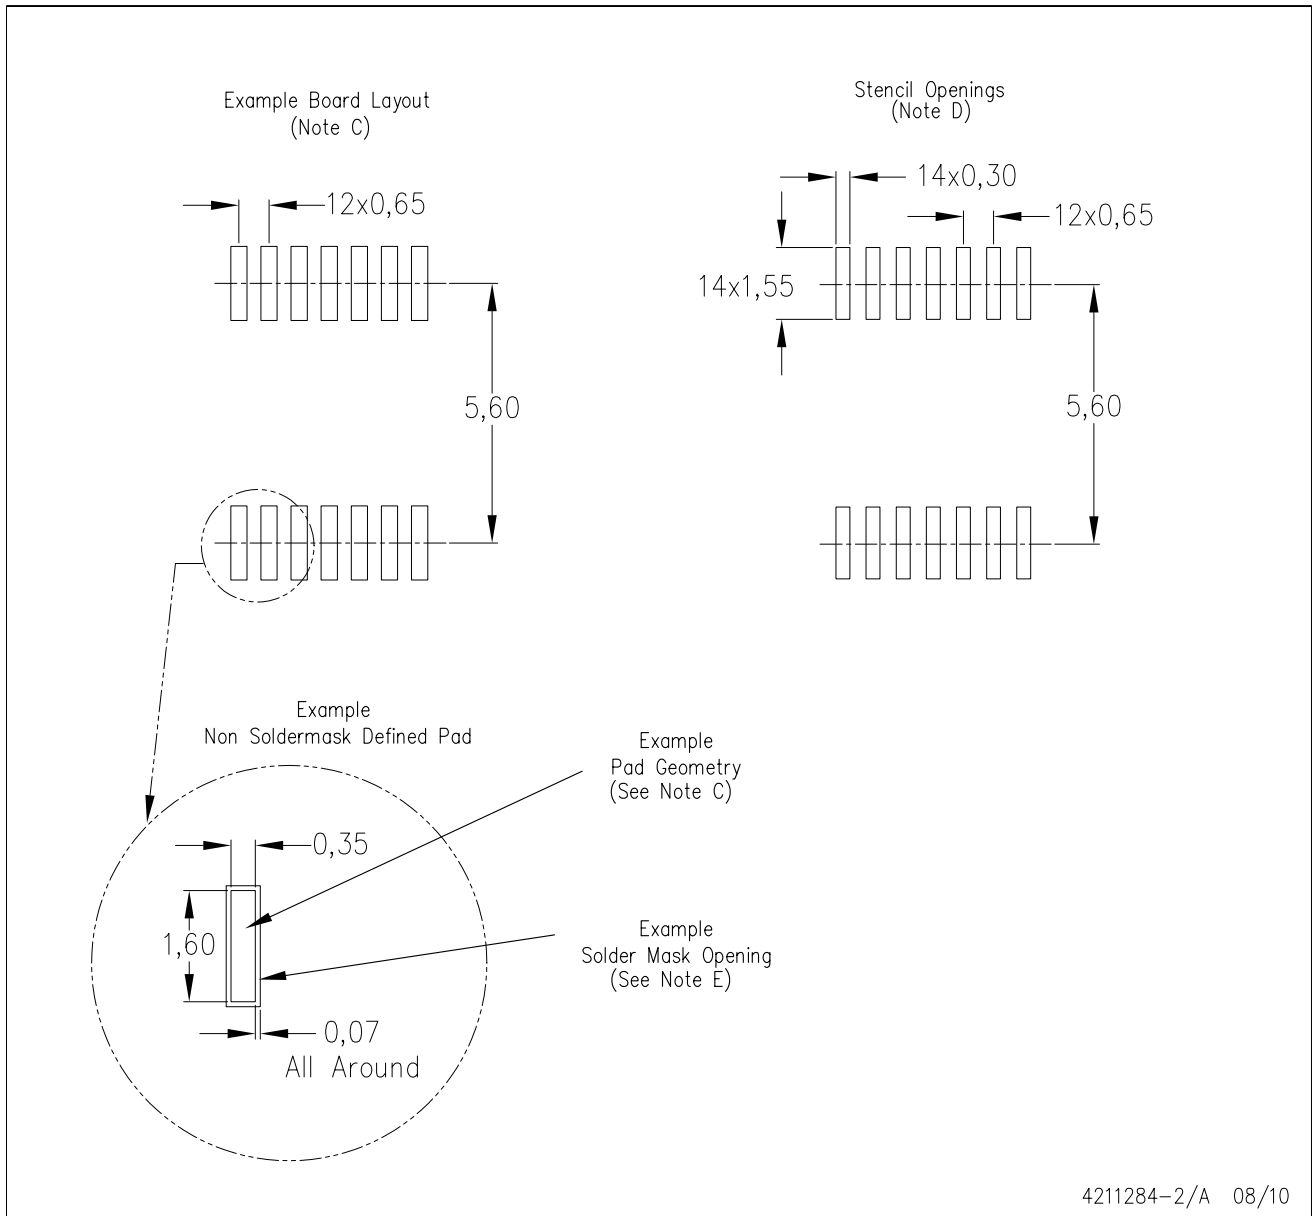 Example Board Layout
(Note C)
12x0,65
5,60
Stencil Openings
(Note D)
14x0,30
12x0,65
14x1,55
5,60
Example
Non Soldermask Defined Pad
Example
Pad Geometry
(See Note C)
0,35
1,60
Example
Solder Mask Opening
(See Note E)
0,07
All Around
4211284-2/A 08/10